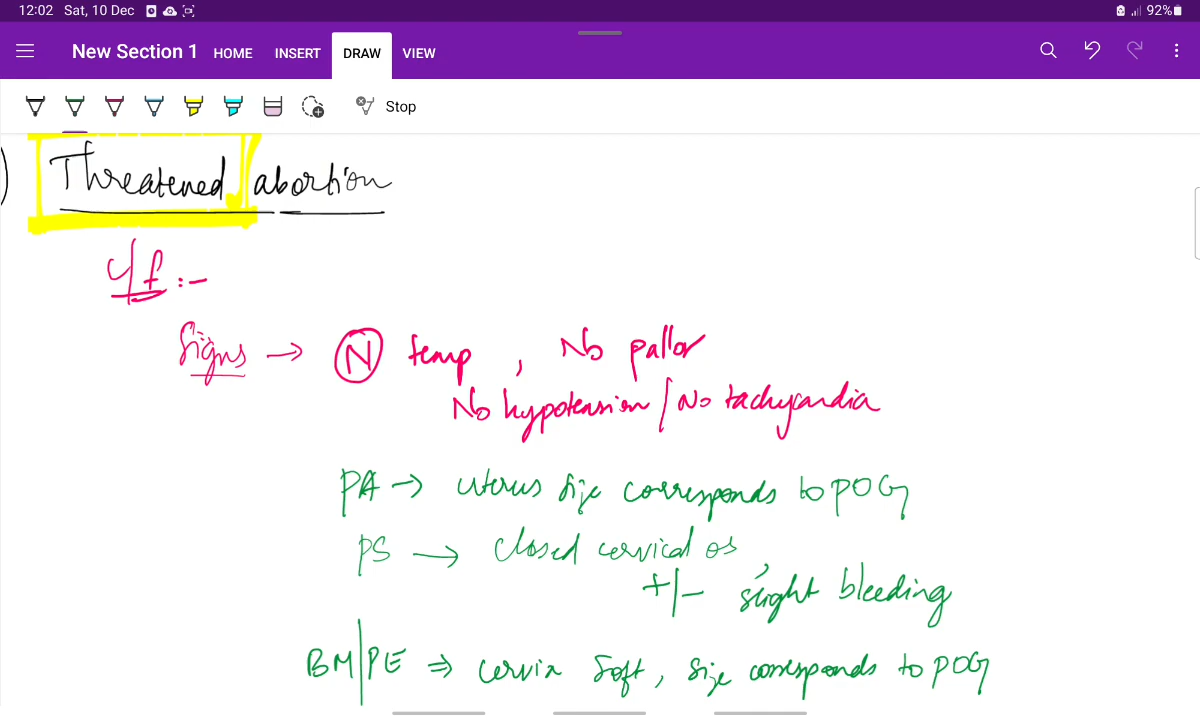 12:02 Sat, 10 Dec 92%
New Section 1 HOME INSERT DRAW VIEW
Stop
) Threatened abortion
c/f :-
Signs → N temp , No pallor
No hypotension / No tachycardia
PA → uterus size corresponds to POG
PS → closed cervical os
+/- slight bleeding
BM/PE ⇒ cervix soft, size corresponds to POG